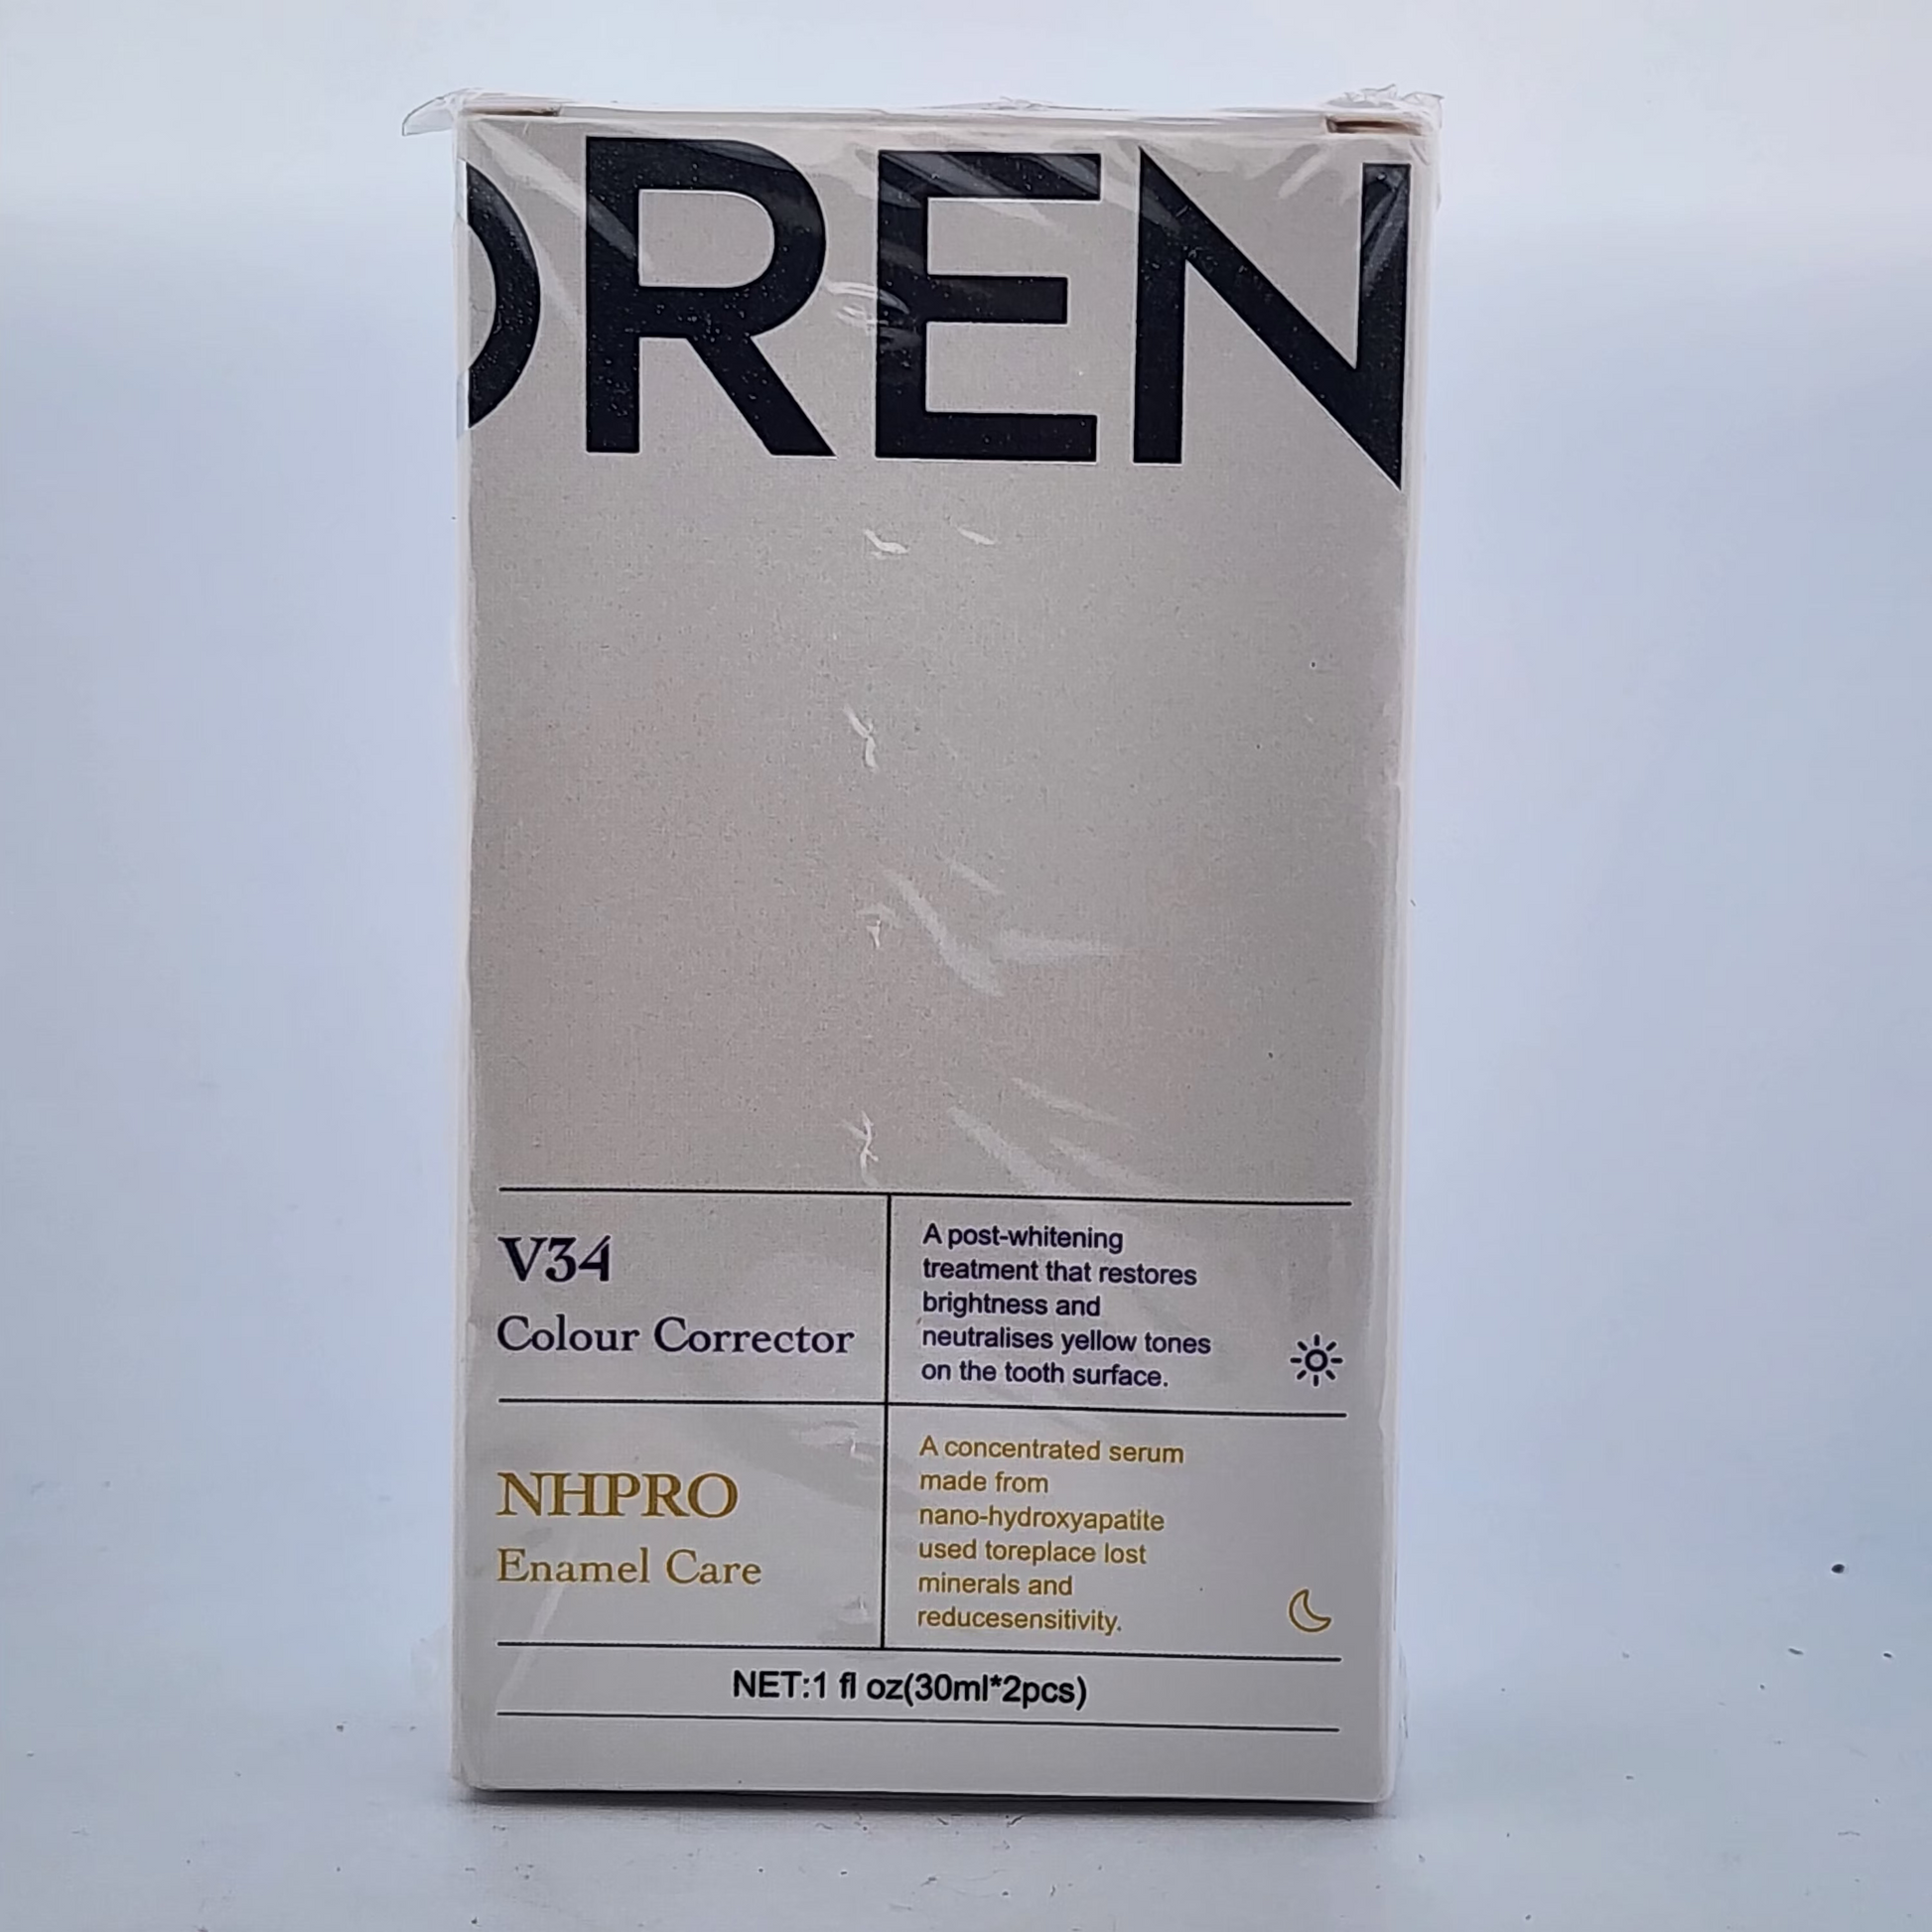 OREN
V34
Colour Corrector
A post-whitening
treatment that restores
brightness and
neutralises yellow tones
on the tooth surface.
NHPRO
Enamel Care
A concentrated serum
made from
nano-hydroxyapatite
used toreplace lost
minerals and
reducesensitivity.
NET:1 fl oz(30ml*2pcs)